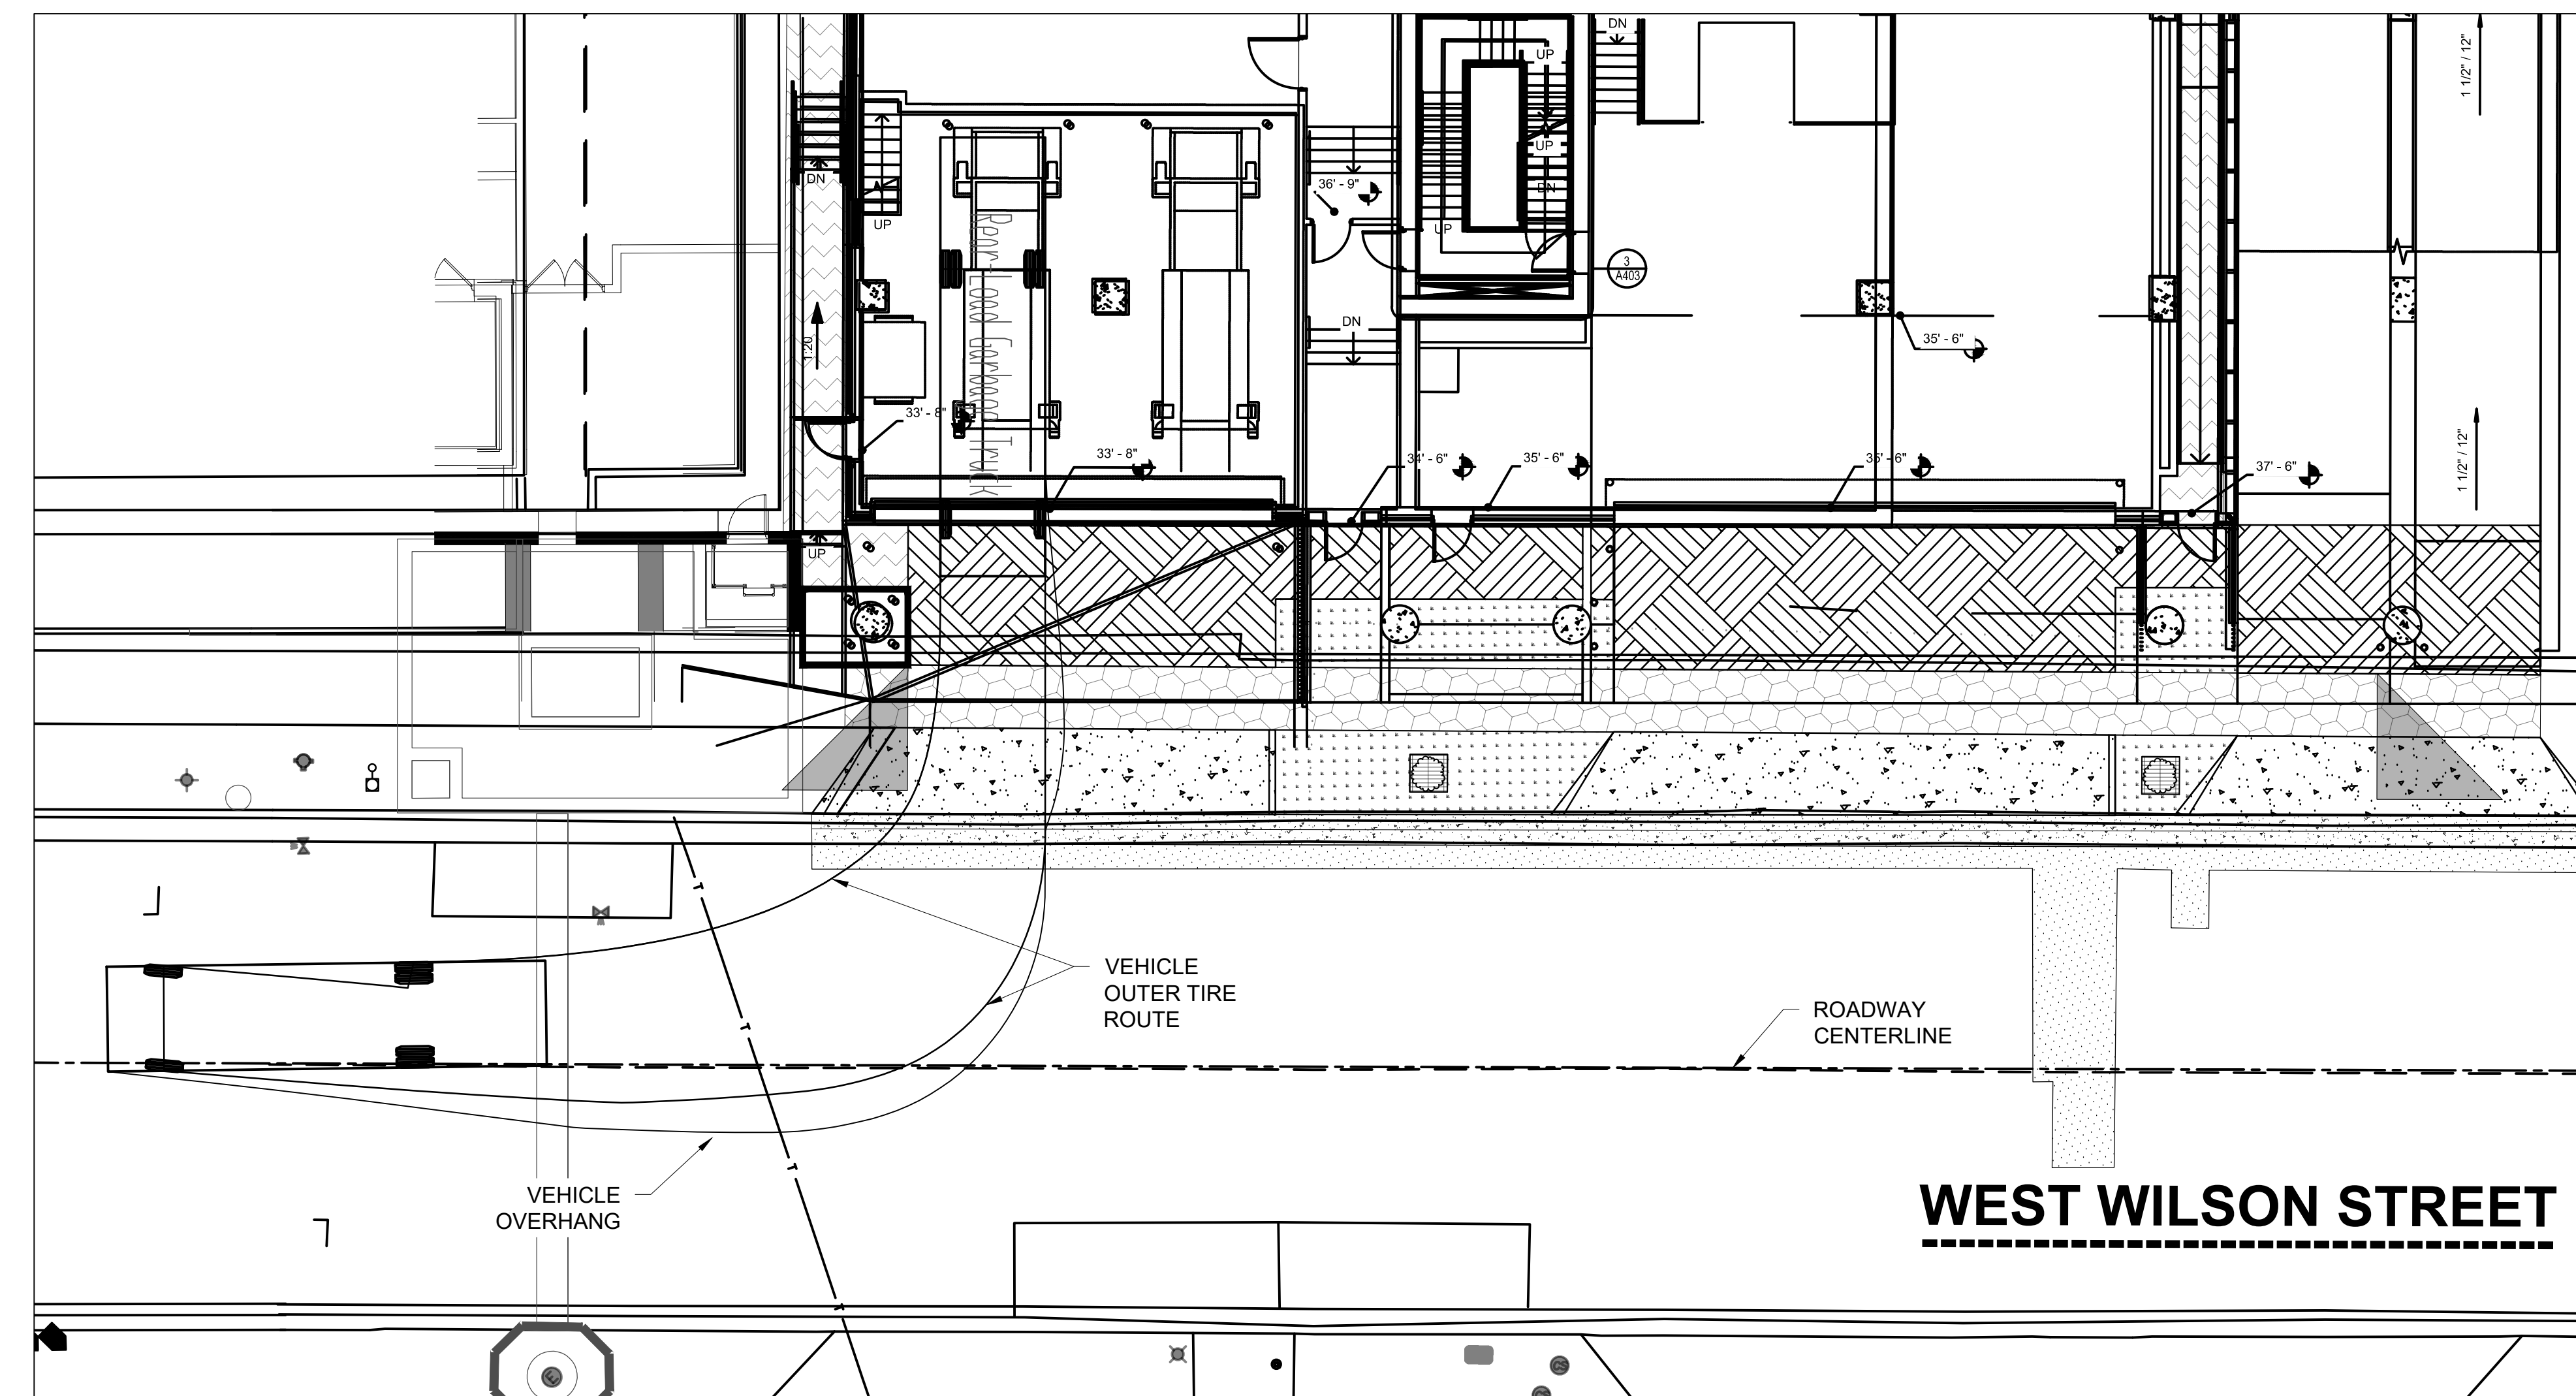 DN
UP
1 1/2" / 12"
UP
DN
DN
36' - 9"
UP
UP
3
A403
DN
1:20
35' - 6"
33' - 8"
Rear-Load Garbage Truck
33' - 8"
34' - 6"
35' - 6"
35' - 6"
37' - 6"
1 1/2" / 12"
UP
T
VEHICLE
OUTER TIRE
ROUTE
ROADWAY
CENTERLINE
T
T
VEHICLE
OVERHANG
WEST WILSON STREET
T
E
CS
CS